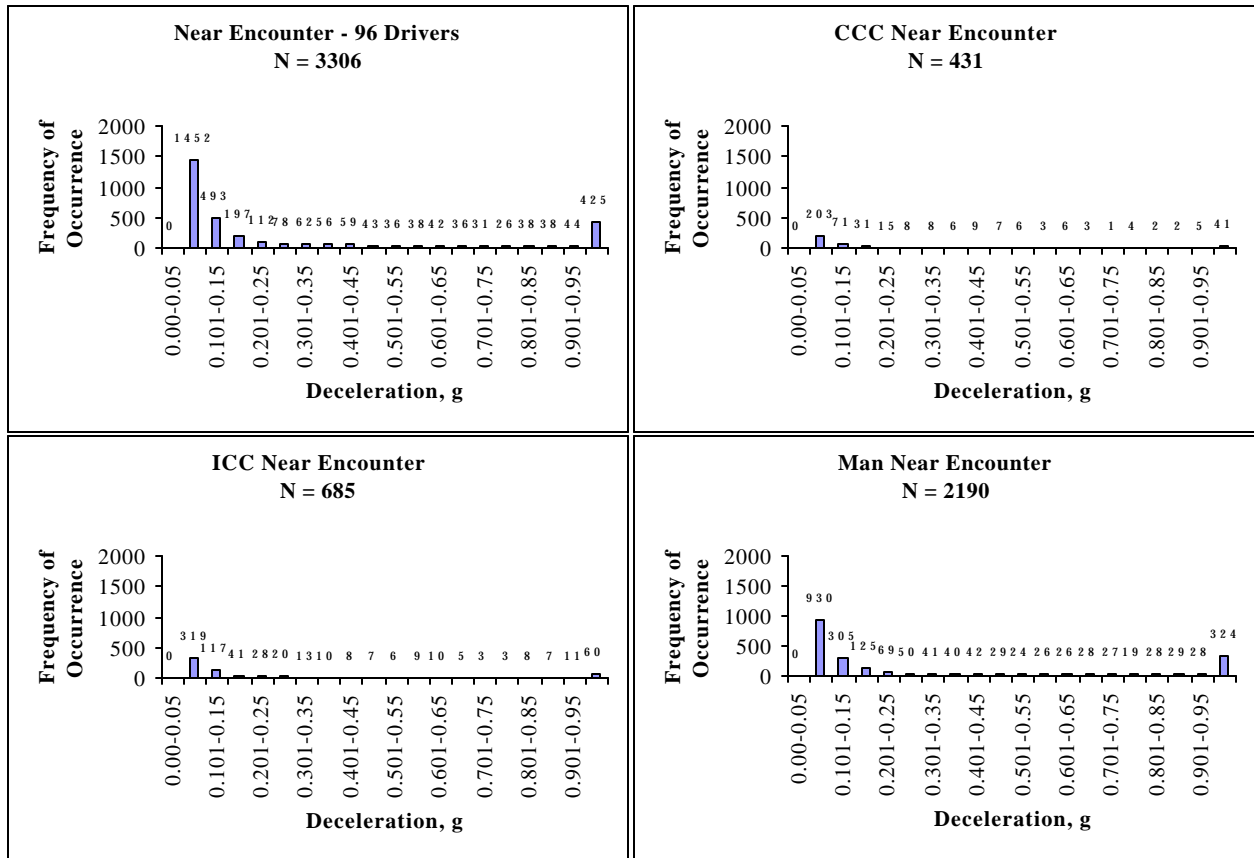 Near Encounter - 96 Drivers
N = 3306
Frequency of
Occurrence
2000
1500
1000
500
0
0 1452 493 197 112 78 62 56 59 43 36 38 42 36 31 26 38 38 44 425
0.00-0.05
0.101-0.15
0.201-0.25
0.301-0.35
0.401-0.45
0.501-0.55
0.601-0.65
0.701-0.75
0.801-0.85
0.901-0.95
Deceleration, g
CCC Near Encounter
N = 431
Frequency of
Occurrence
2000
1500
1000
500
0
0 203 71 31 15 8 8 6 9 7 6 3 6 3 1 4 2 2 5 41
0.00-0.05
0.101-0.15
0.201-0.25
0.301-0.35
0.401-0.45
0.501-0.55
0.601-0.65
0.701-0.75
0.801-0.85
0.901-0.95
Deceleration, g
ICC Near Encounter
N = 685
Frequency of
Occurrence
2000
1500
1000
500
0
0 319 117 41 28 20 13 10 8 7 6 9 10 5 3 3 8 7 11 60
0.00-0.05
0.101-0.15
0.201-0.25
0.301-0.35
0.401-0.45
0.501-0.55
0.601-0.65
0.701-0.75
0.801-0.85
0.901-0.95
Deceleration, g
Man Near Encounter
N = 2190
Frequency of
Occurrence
2000
1500
1000
500
0
0 930 305 125 69 50 41 40 42 29 24 26 26 28 27 19 28 29 28 324
0.00-0.05
0.101-0.15
0.201-0.25
0.301-0.35
0.401-0.45
0.501-0.55
0.601-0.65
0.701-0.75
0.801-0.85
0.901-0.95
Deceleration, g